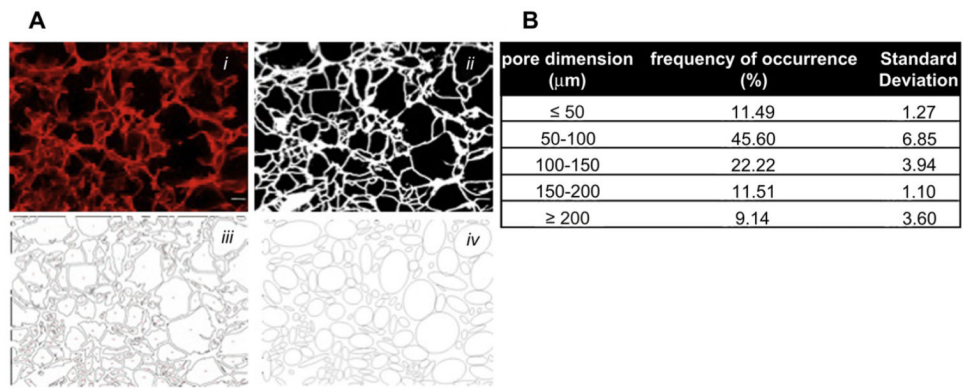 A
B
i
ii
iii
iv
pore dimension frequency of occurrence Standard
(μm) (%) Deviation
≤ 50 11.49 1.27
50-100 45.60 6.85
100-150 22.22 3.94
150-200 11.51 1.10
≥ 200 9.14 3.60